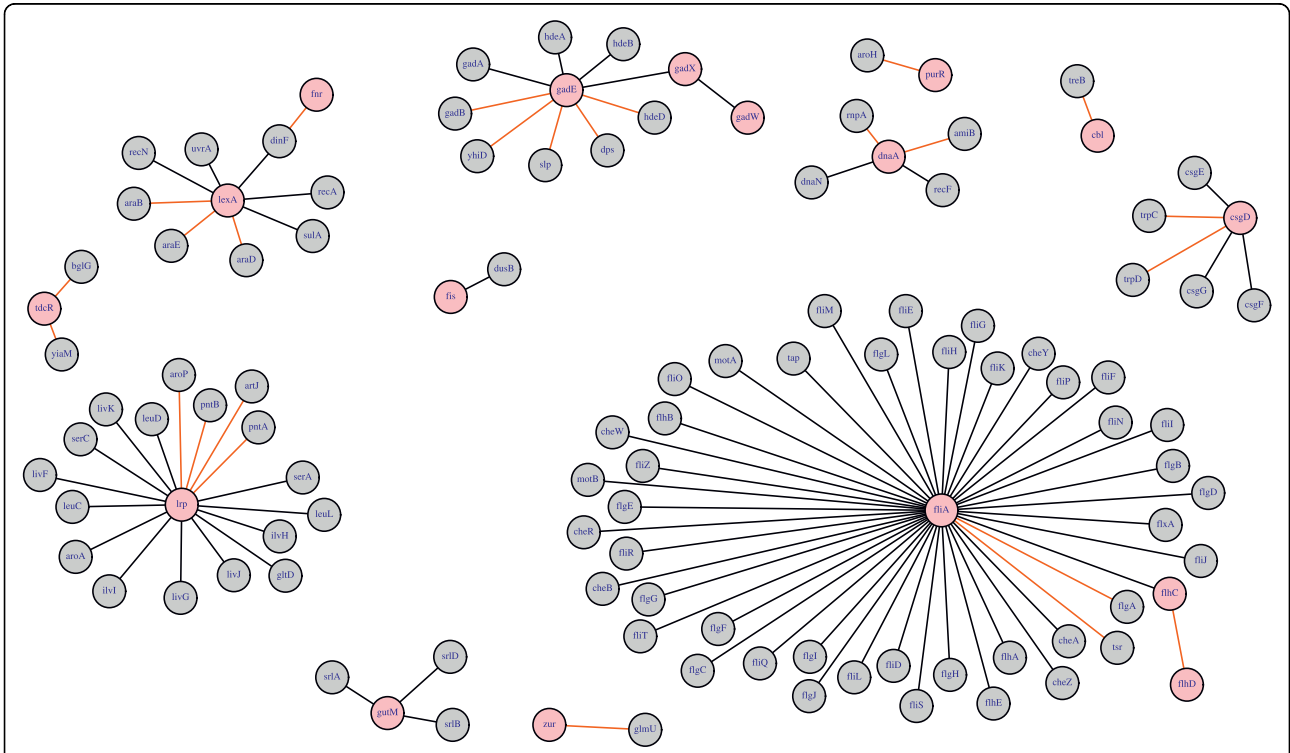 hdeA
hdeB
gadA
gadX
gadE
gadB
hdeD
gadW
yhiD
slp
dps
aroH
purR
treB
cbl
rnpA
amiB
dnaA
dnaN
recF
csgE
trpC
csgD
trpD
csgG
csgF
fnr
dinF
uvrA
recN
recA
araB
lexA
sulA
araE
araD
bglG
tdcR
yiaM
dusB
fis
aroP
artJ
pntB
livK
leuD
pntA
serC
livF
serA
leuC
lrp
leuL
ilvH
aroA
livJ
gltD
ilvI
livG
fliM
fliE
fliG
fliH
cheY
flgL
tap
motA
fliK
fliP
fliF
fliO
flhB
fliN
fliI
cheW
fliZ
flgB
motB
flgD
flgE
fliA
flxA
cheR
fliR
fliJ
cheB
flgG
flhC
flgA
fliT
flgF
cheA
tsr
flgI
fliQ
flhA
flgC
fliD
fliL
flgH
cheZ
flhD
flgJ
fliS
flhE
srlD
srlA
gutM
srlB
zur
glmU